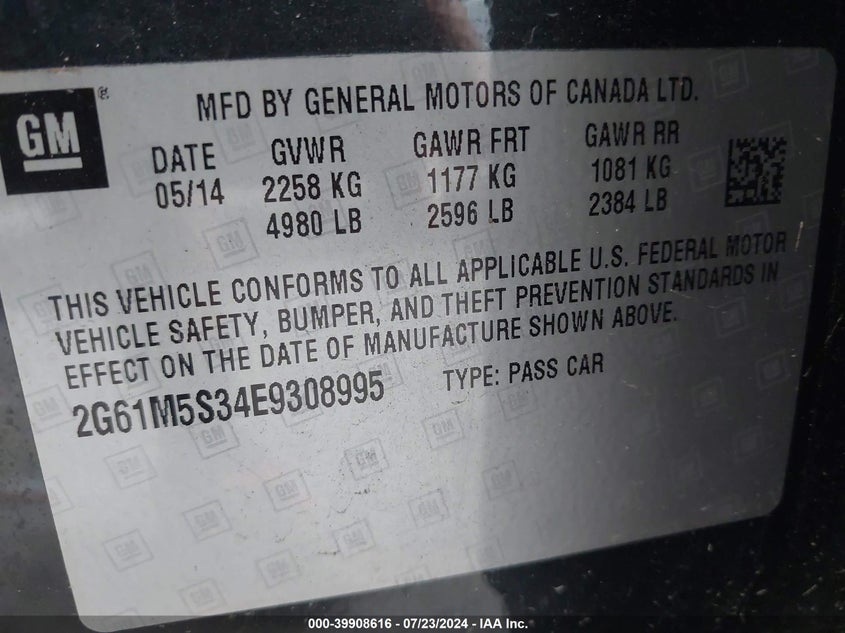 GM®
MFD BY GENERAL MOTORS OF CANADA LTD.
DATE GVWR GAWR FRT GAWR RR
05/14 2258 KG 1177 KG 1081 KG
4980 LB 2596 LB 2384 LB
THIS VEHICLE CONFORMS TO ALL APPLICABLE U.S. FEDERAL MOTOR
VEHICLE SAFETY, BUMPER, AND THEFT PREVENTION STANDARDS IN
EFFECT ON THE DATE OF MANUFACTURE SHOWN ABOVE.
2G61M5S34E9308995 TYPE: PASS CAR
000-39908616 - 07/23/2024 - IAA Inc.